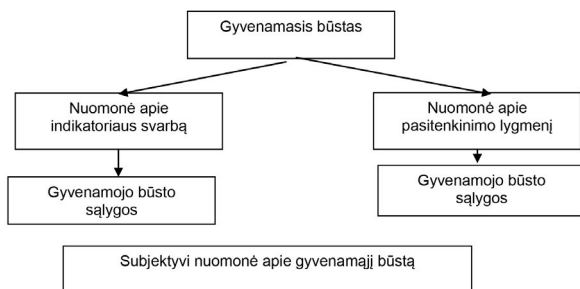 Gyvenamasis būstas
Nuomonė apie
indikatoriaus svarbą
Nuomonė apie
pasitenkinimo lygmenį
Gyvenamojo būsto
sąlygos
Gyvenamojo būsto
sąlygos
Subjektyvi nuomonė apie gyvenamąjį būstą